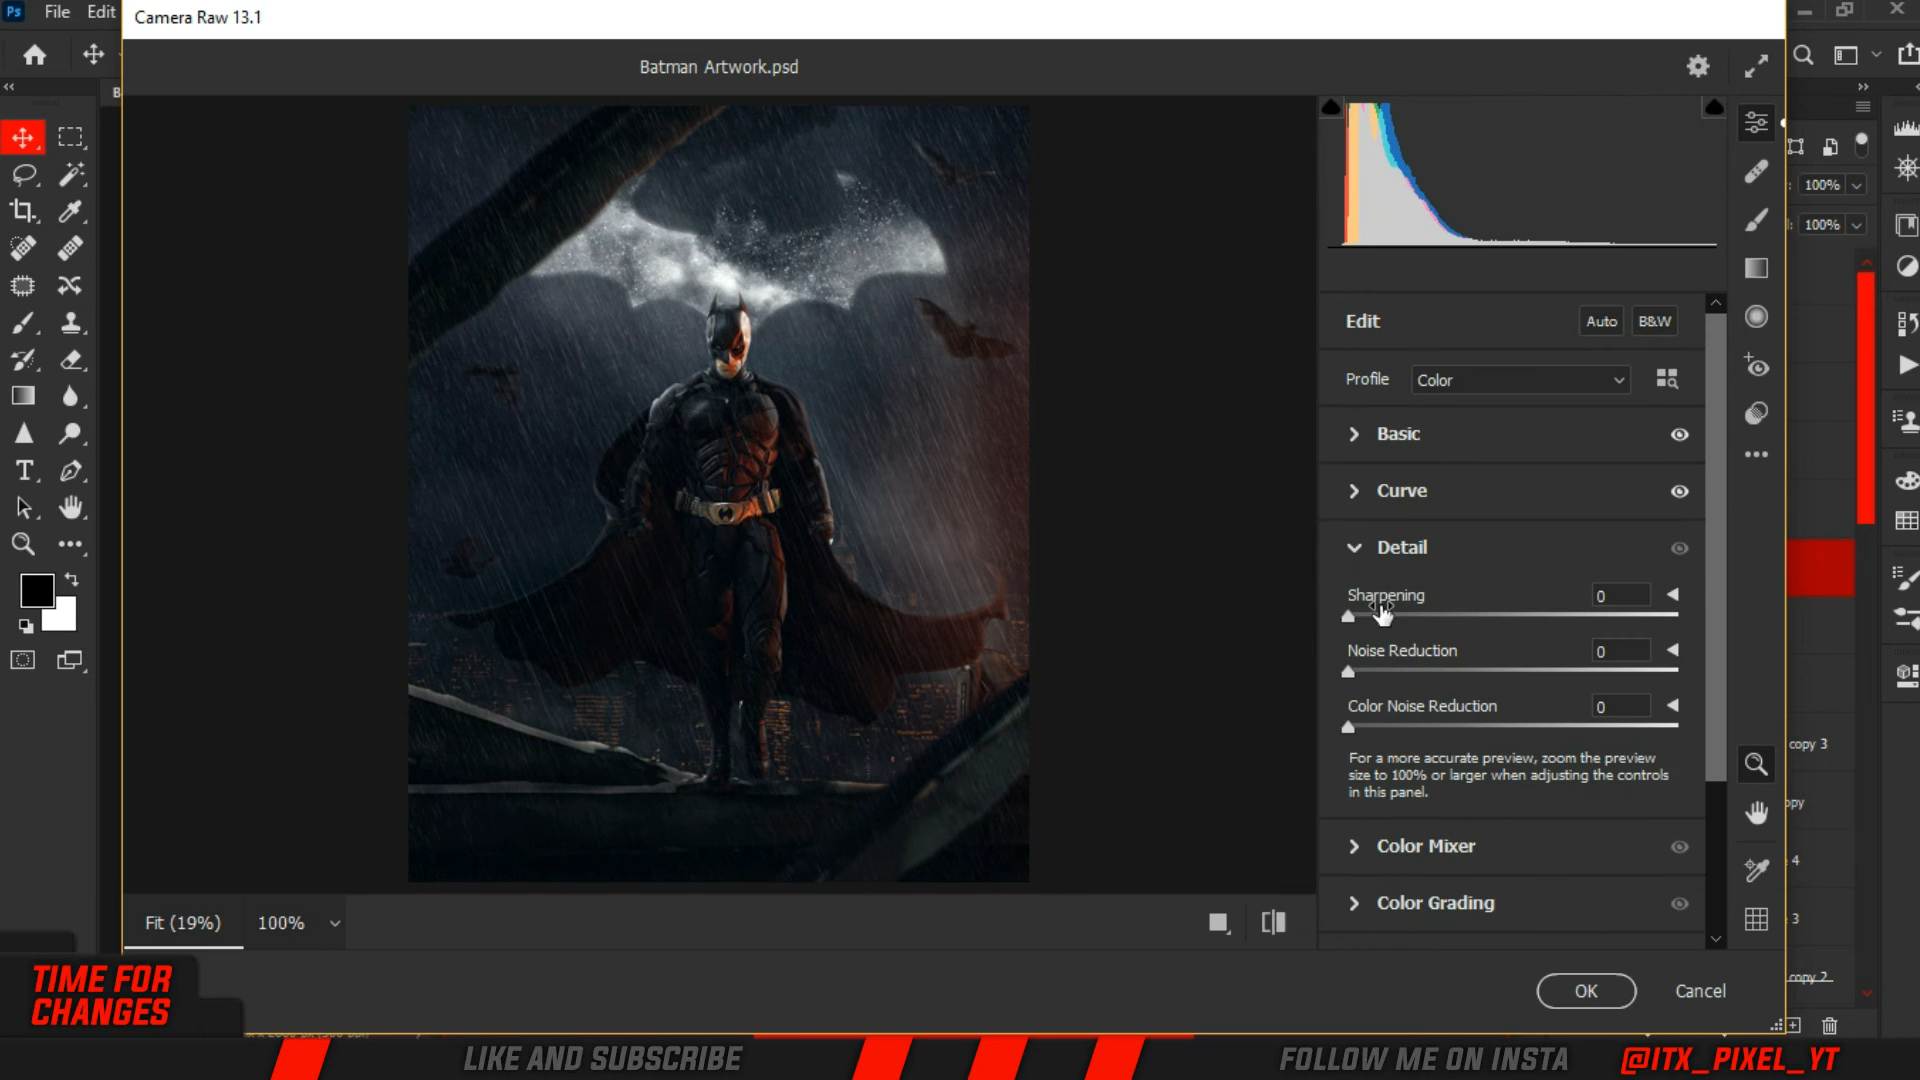 Ps File Edit
Camera Raw 13.1
Batman Artwork.psd
B
100%
100%
Edit Auto B&W
Profile Color
Basic
Curve
Detail
Sharpening 0
Noise Reduction 0
Color Noise Reduction 0
For a more accurate preview, zoom the preview
size to 100% or larger when adjusting the controls
in this panel.
Color Mixer
Color Grading
copy 3
opy
4
3
copy 2
Fit (19%) 100%
OK Cancel
TIME FOR
CHANGES
LIKE AND SUBSCRIBE
FOLLOW ME ON INSTA @ITX_PIXEL_YT